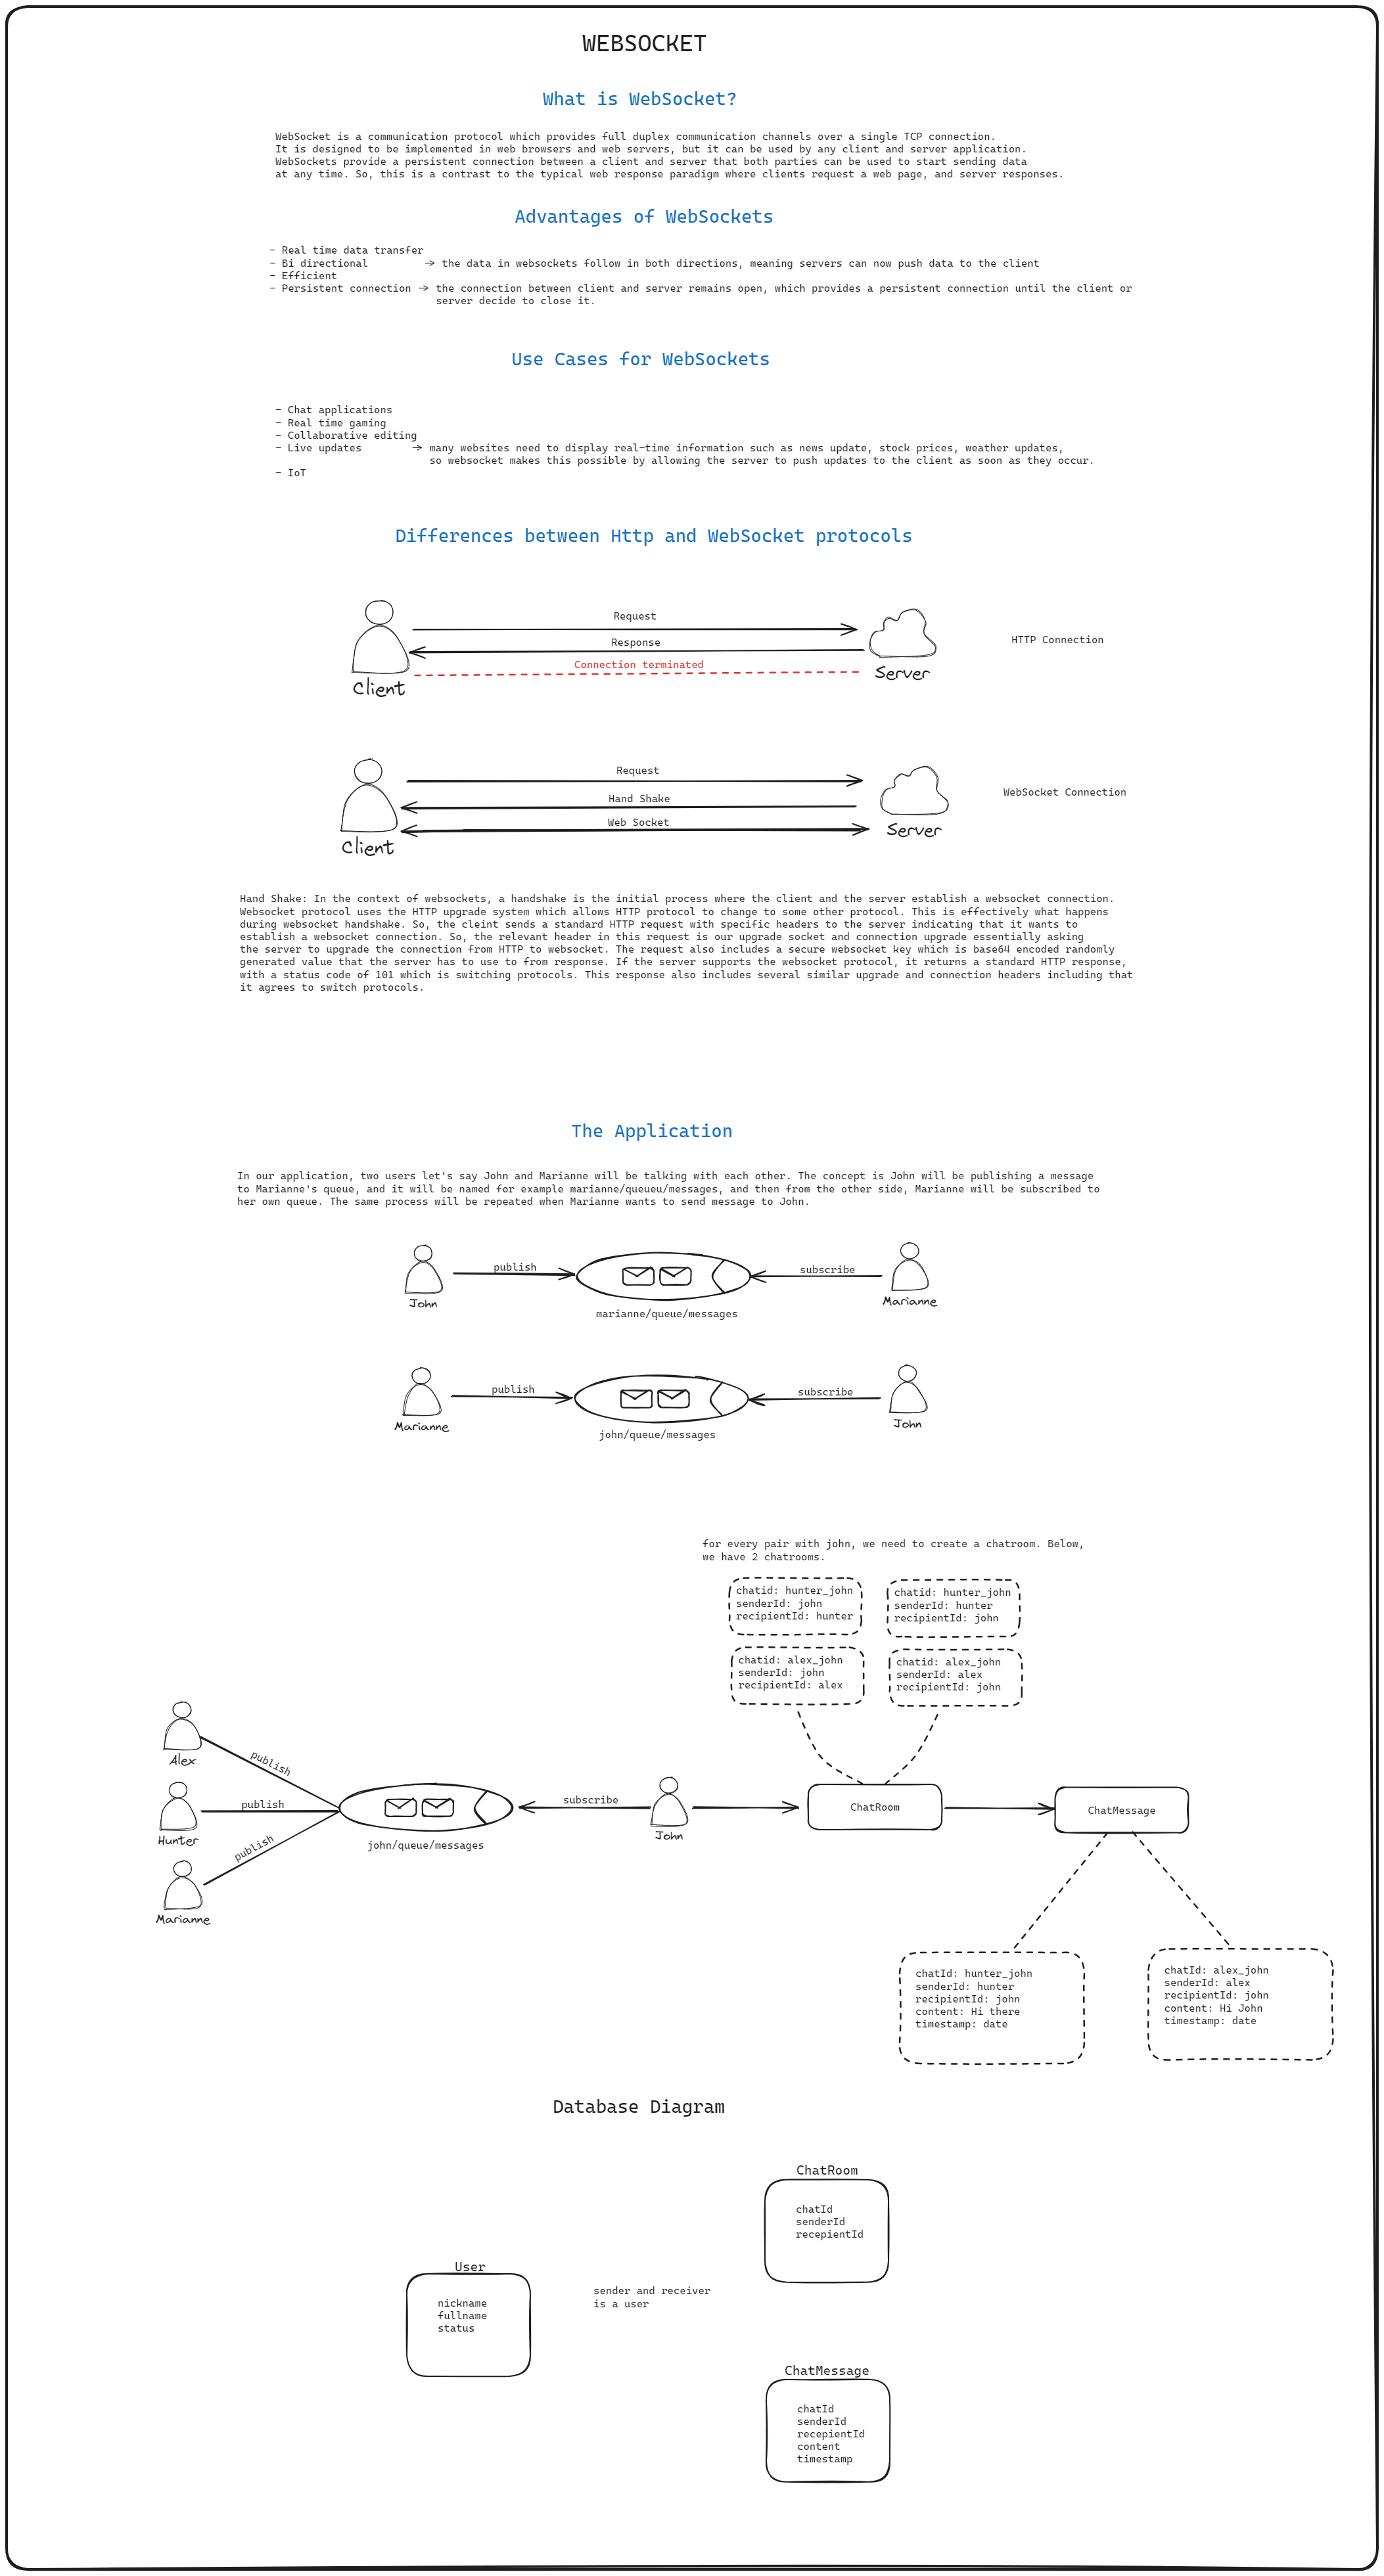 WEBSOCKET
What is WebSocket?
WebSocket is a communication protocol which provides full duplex communication channels over a single TCP connection.
It is designed to be implemented in web browsers and web servers, but it can be used by any client and server application.
WebSockets provide a persistent connection between a client and server that both parties can be used to start sending data
at any time. So, this is a contrast to the typical web response paradigm where clients request a web page, and server responses.
Advantages of WebSockets
- Real time data transfer
- Bi directional -> the data in websockets follow in both directions, meaning servers can now push data to the client
- Efficient
- Persistent connection -> the connection between client and server remains open, which provides a persistent connection until the client or
server decide to close it.
Use Cases for WebSockets
- Chat applications
- Real time gaming
- Collaborative editing
- Live updates -> many websites need to display real-time information such as news update, stock prices, weather updates,
so websocket makes this possible by allowing the server to push updates to the client as soon as they occur.
- IoT
Differences between Http and WebSocket protocols
Request
Response
Connection terminated
Client
Server
HTTP Connection
Request
Hand Shake
Web Socket
Client
Server
WebSocket Connection
Hand Shake: In the context of websockets, a handshake is the initial process where the client and the server establish a websocket connection.
Websocket protocol uses the HTTP upgrade system which allows HTTP protocol to change to some other protocol. This is effectively what happens
during websocket handshake. So, the cleint sends a standard HTTP request with specific headers to the server indicating that it wants to
establish a websocket connection. So, the relevant header in this request is our upgrade socket and connection upgrade essentially asking
the server to upgrade the connection from HTTP to websocket. The request also includes a secure websocket key which is base64 encoded randomly
generated value that the server has to use to from response. If the server supports the websocket protocol, it returns a standard HTTP response,
with a status code of 101 which is switching protocols. This response also includes several similar upgrade and connection headers including that
it agrees to switch protocols.
The Application
In our application, two users let's say John and Marianne will be talking with each other. The concept is John will be publishing a message
to Marianne's queue, and it will be named for example marianne/queueu/messages, and then from the other side, Marianne will be subscribed to
her own queue. The same process will be repeated when Marianne wants to send message to John.
publish
subscribe
John
Marianne
marianne/queue/messages
publish
subscribe
Marianne
John
john/queue/messages
for every pair with john, we need to create a chatroom. Below,
we have 2 chatrooms.
chatid: hunter_john
senderId: john
recipientId: hunter
chatid: hunter_john
senderId: hunter
recipientId: john
chatid: alex_john
senderId: john
recipientId: alex
chatid: alex_john
senderId: alex
recipientId: john
Alex
publish
Hunter
publish
Marianne
publish
john/queue/messages
subscribe
John
ChatRoom
ChatMessage
chatId: hunter_john
senderId: hunter
recipientId: john
content: Hi there
timestamp: date
chatId: alex_john
senderId: alex
recipientId: john
content: Hi John
timestamp: date
Database Diagram
ChatRoom
chatId
senderId
recepientId
User
nickname
fullname
status
sender and receiver
is a user
ChatMessage
chatId
senderId
recepientId
content
timestamp